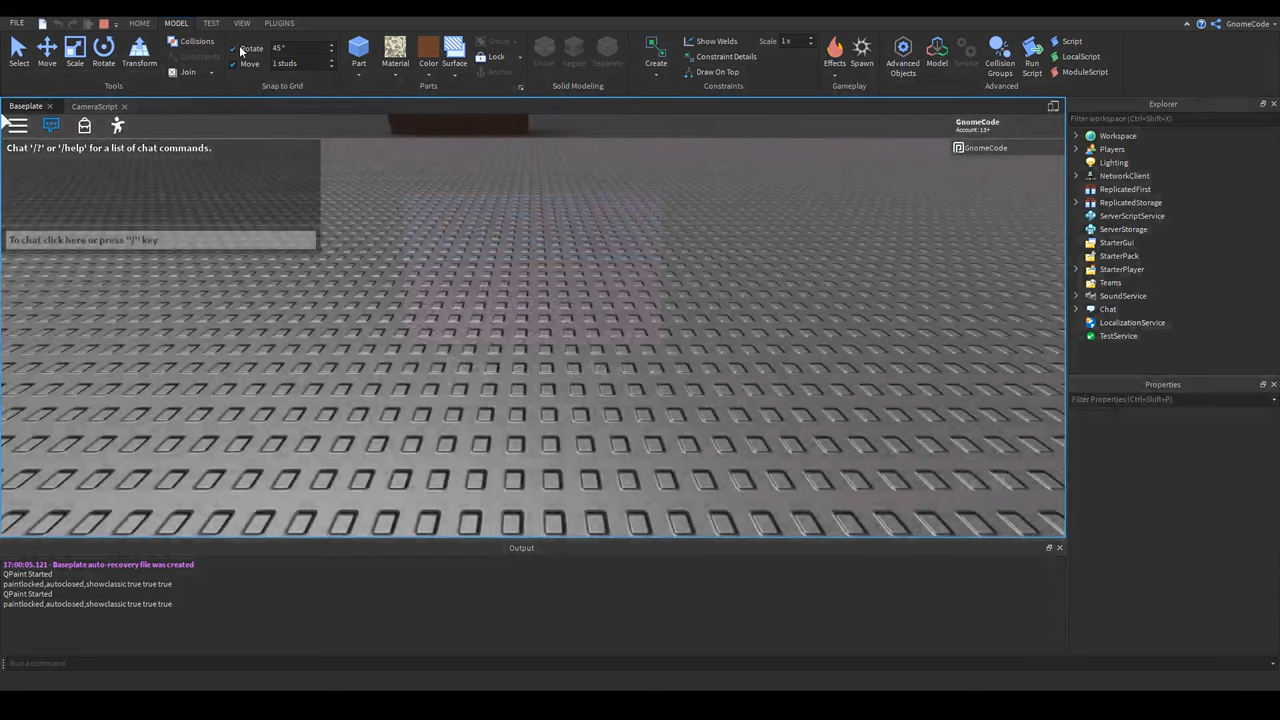 FILE
HOME
MODEL
TEST
VIEW
PLUGINS
GnomeCode
Select
Move
Scale
Rotate
Transform
Tools
Collisions
Constraints
Join
Rotate
45°
Move
1 studs
Snap to Grid
Part
Material
Color
Surface
Group
Lock
Anchor
Parts
Union
Negate
Separate
Solid Modeling
Create
Show Welds
Scale
1 x
Constraint Details
Draw On Top
Constraints
Effects
Spawn
Gameplay
Advanced
Objects
Model
Service
Collision
Groups
Run
Script
Script
LocalScript
ModuleScript
Advanced
Baseplate
CameraScript
Chat '/?' or '/help' for a list of chat commands.
To chat click here or press "/" key
GnomeCode
Account: 13+
GnomeCode
Explorer
Filter workspace (Ctrl+Shift+X)
Workspace
Players
Lighting
NetworkClient
ReplicatedFirst
ReplicatedStorage
ServerScriptService
ServerStorage
StarterGui
StarterPack
StarterPlayer
Teams
SoundService
Chat
LocalizationService
TestService
Properties
Filter Properties (Ctrl+Shift+P)
Output
17:00:05.121 - Baseplate auto-recovery file was created
QPaint Started
paintlocked,autoclosed,showclassic true true true
QPaint Started
paintlocked,autoclosed,showclassic true true true
Run a command